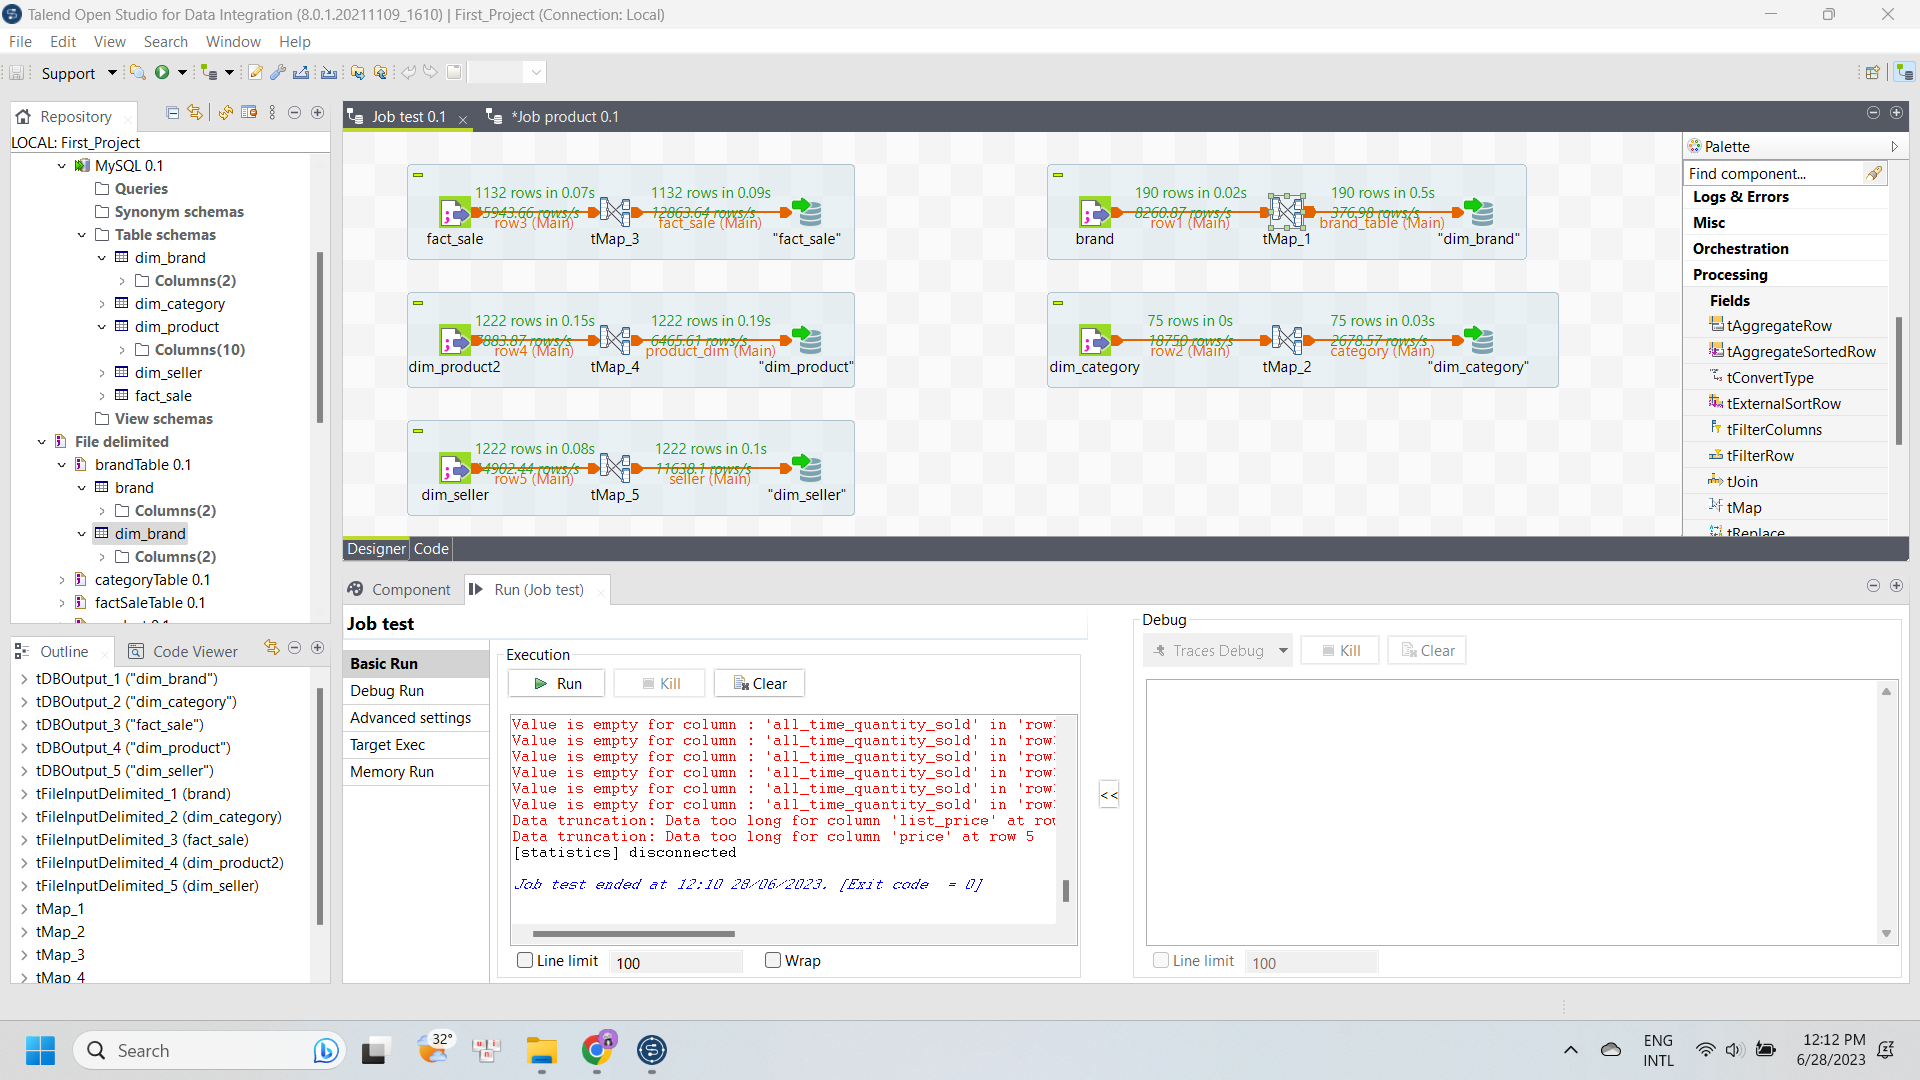 Talend Open Studio for Data Integration (8.0.1.20211109_1610) | First_Project (Connection: Local)
File Edit View Search Window Help
Support
Repository
LOCAL: First_Project
MySQL 0.1
Queries
Synonym schemas
Table schemas
dim_brand
Columns(2)
dim_category
dim_product
Columns(10)
dim_seller
fact_sale
View schemas
File delimited
brandTable 0.1
brand
Columns(2)
dim_brand
Columns(2)
categoryTable 0.1
factSaleTable 0.1
Job test 0.1
*Job product 0.1
1132 rows in 0.07s
15943.66 rows/s
row3 (Main)
1132 rows in 0.09s
12863.64 rows/s
fact_sale (Main)
fact_sale
tMap_3
"fact_sale"
190 rows in 0.02s
8260.87 rows/s
row1 (Main)
190 rows in 0.5s
376.98 rows/s
brand_table (Main)
brand
tMap_1
"dim_brand"
1222 rows in 0.15s
7883.87 rows/s
row4 (Main)
1222 rows in 0.19s
6465.61 rows/s
product_dim (Main)
dim_product2
tMap_4
"dim_product"
75 rows in 0s
18750 rows/s
row2 (Main)
75 rows in 0.03s
2678.57 rows/s
category (Main)
dim_category
tMap_2
"dim_category"
1222 rows in 0.08s
14902.44 rows/s
row5 (Main)
1222 rows in 0.1s
11638.1 rows/s
seller (Main)
dim_seller
tMap_5
"dim_seller"
Designer Code
Palette
Find component...
Logs & Errors
Misc
Orchestration
Processing
Fields
tAggregateRow
tAggregateSortedRow
tConvertType
tExternalSortRow
tFilterColumns
tFilterRow
tJoin
tMap
tReplace
Outline
Code Viewer
tDBOutput_1 ("dim_brand")
tDBOutput_2 ("dim_category")
tDBOutput_3 ("fact_sale")
tDBOutput_4 ("dim_product")
tDBOutput_5 ("dim_seller")
tFileInputDelimited_1 (brand)
tFileInputDelimited_2 (dim_category)
tFileInputDelimited_3 (fact_sale)
tFileInputDelimited_4 (dim_product2)
tFileInputDelimited_5 (dim_seller)
tMap_1
tMap_2
tMap_3
tMap_4
Component
Run (Job test)
Job test
Basic Run
Debug Run
Advanced settings
Target Exec
Memory Run
Execution
Run
Kill
Clear
Value is empty for column : 'all_time_quantity_sold' in 'row
Value is empty for column : 'all_time_quantity_sold' in 'row
Value is empty for column : 'all_time_quantity_sold' in 'row
Value is empty for column : 'all_time_quantity_sold' in 'row
Value is empty for column : 'all_time_quantity_sold' in 'row
Value is empty for column : 'all_time_quantity_sold' in 'row
Data truncation: Data too long for column 'list_price' at row
Data truncation: Data too long for column 'price' at row 5
[statistics] disconnected
Job test ended at 12:10 28/06/2023. [Exit code = 0]
Line limit
100
Wrap
<<
Debug
Traces Debug
Kill
Clear
Line limit
100
Search
32°
ENG
INTL
12:12 PM
6/28/2023